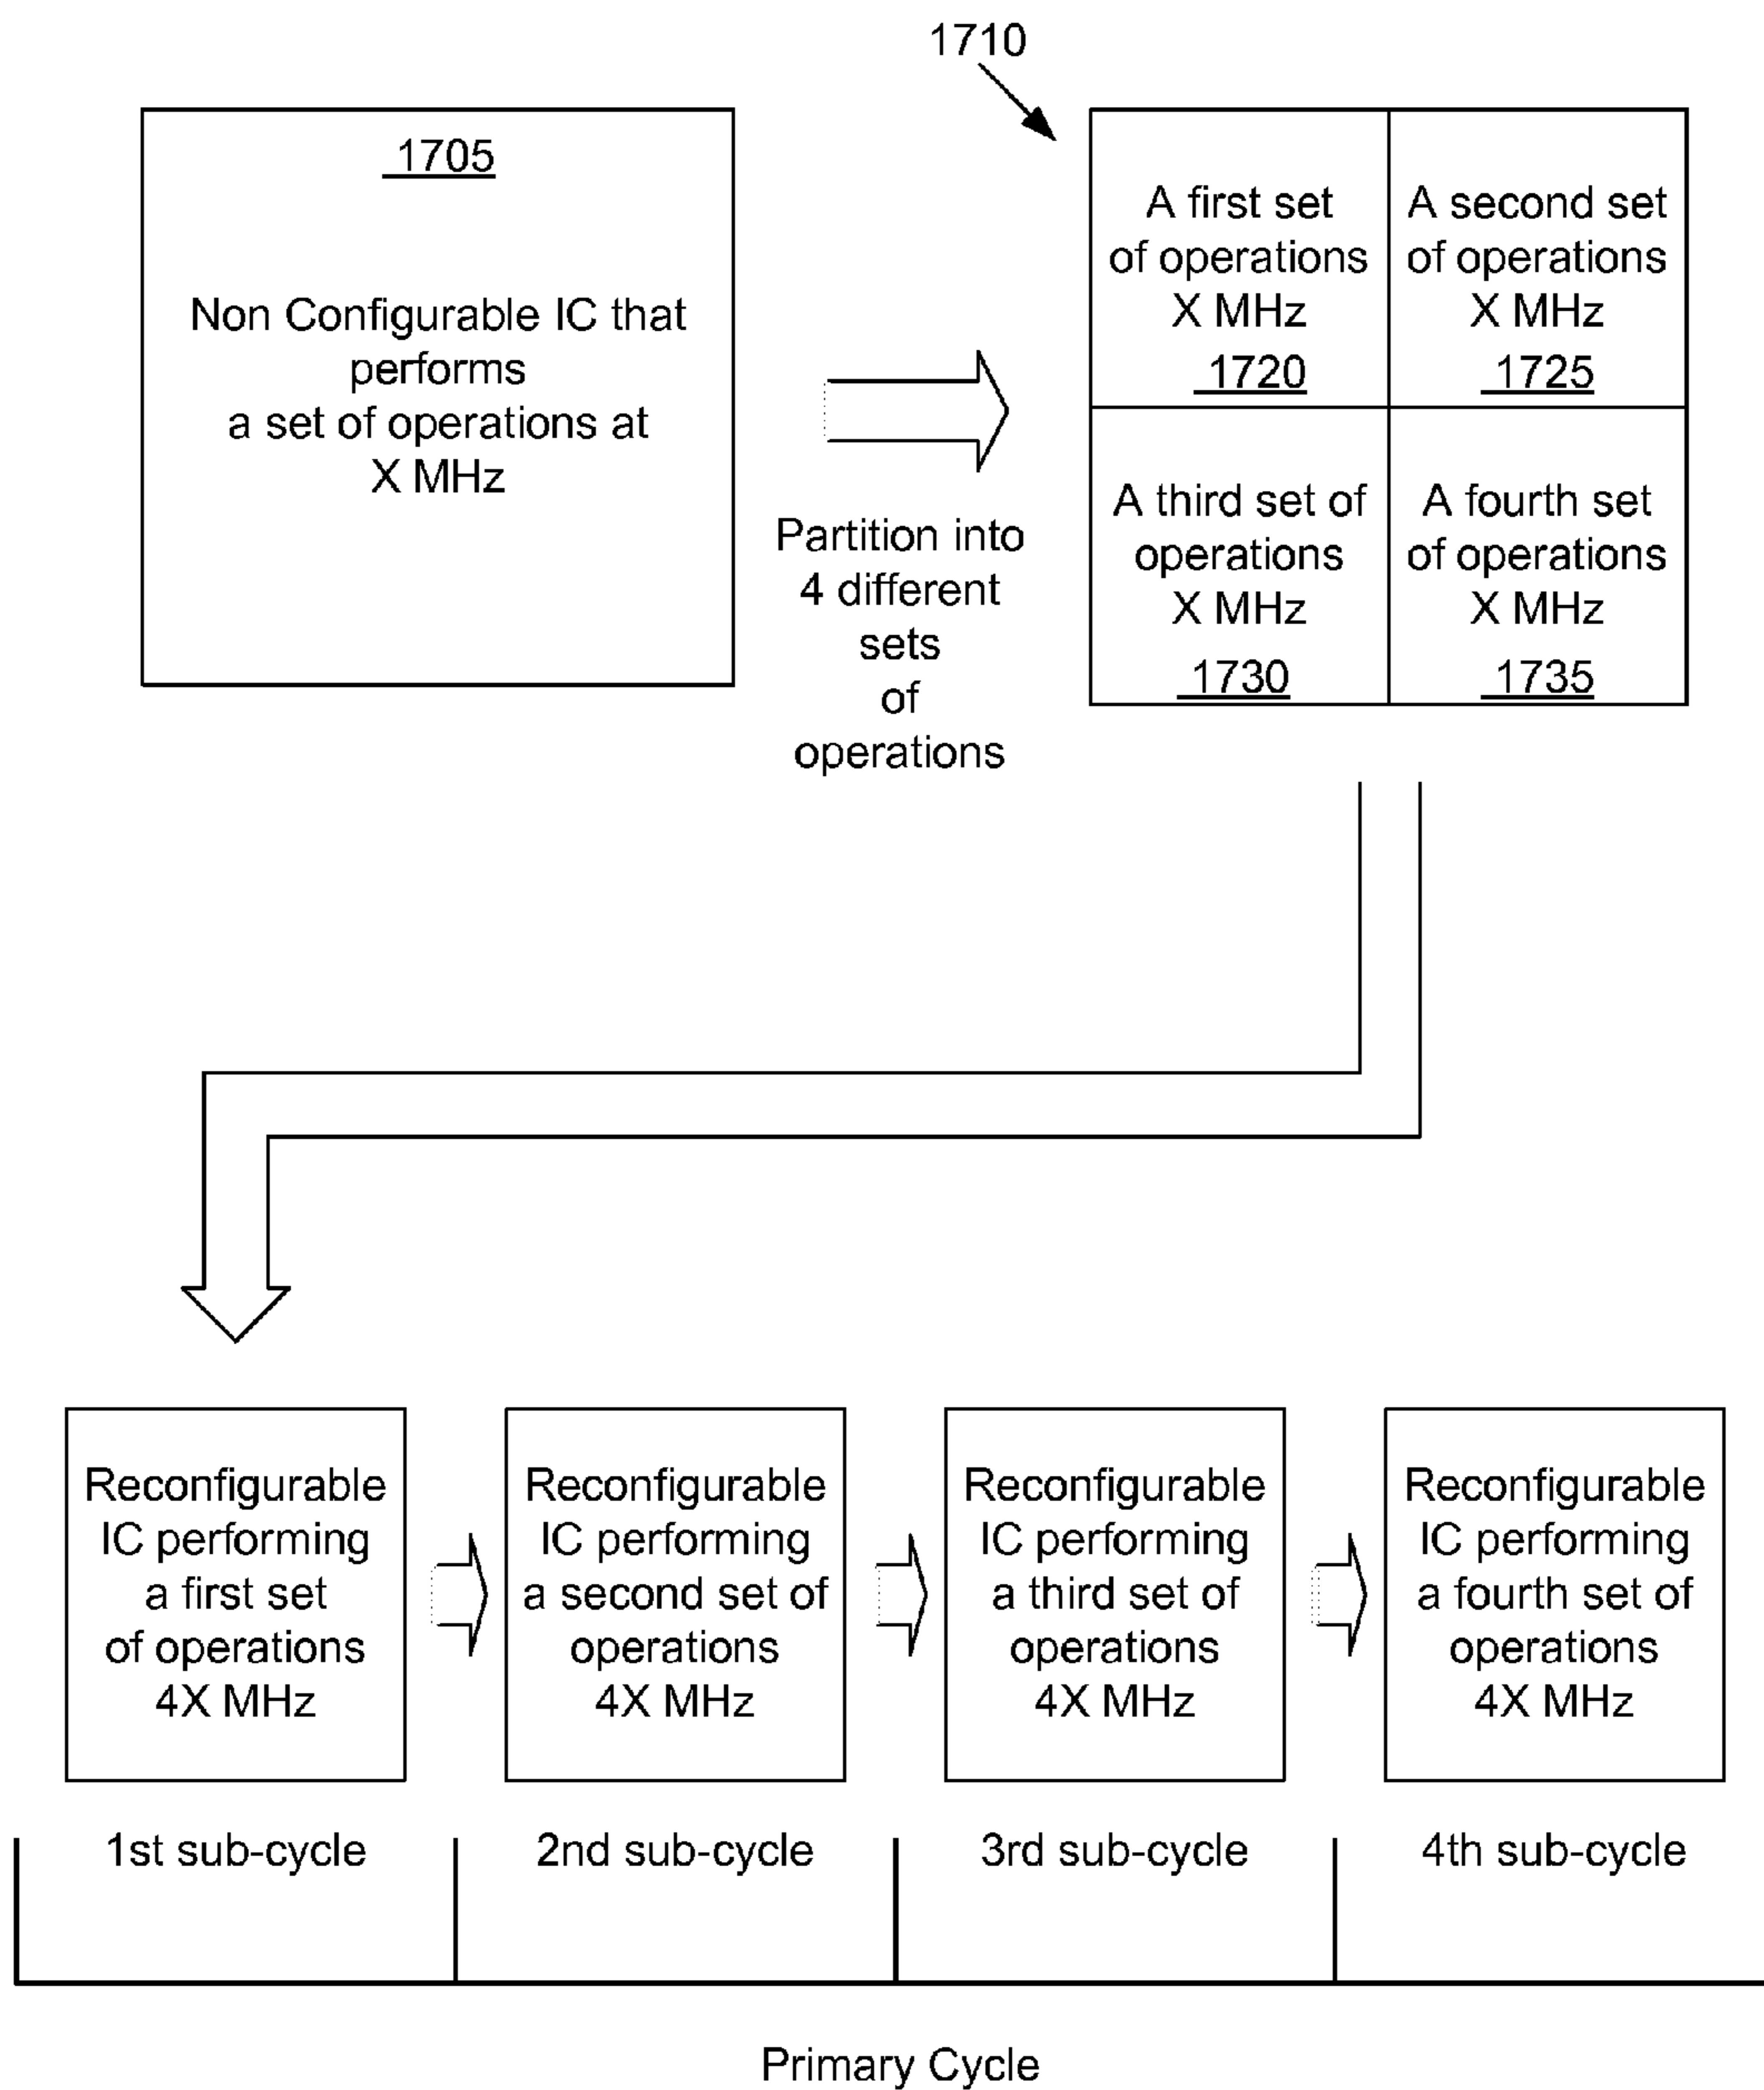 1710
1705
Non Configurable IC that
performs
a set of operations at
X MHz
Partition into
4 different
sets
of
operations
A first set
of operations
X MHz
1720
A second set
of operations
X MHz
1725
A third set of
operations
X MHz
1730
A fourth set
of operations
X MHz
1735
Reconfigurable
IC performing
a first set
of operations
4X MHz
Reconfigurable
IC performing
a second set of
operations
4X MHz
Reconfigurable
IC performing
a third set of
operations
4X MHz
Reconfigurable
IC performing
a fourth set of
operations
4X MHz
1st sub-cycle
2nd sub-cycle
3rd sub-cycle
4th sub-cycle
Primary Cycle